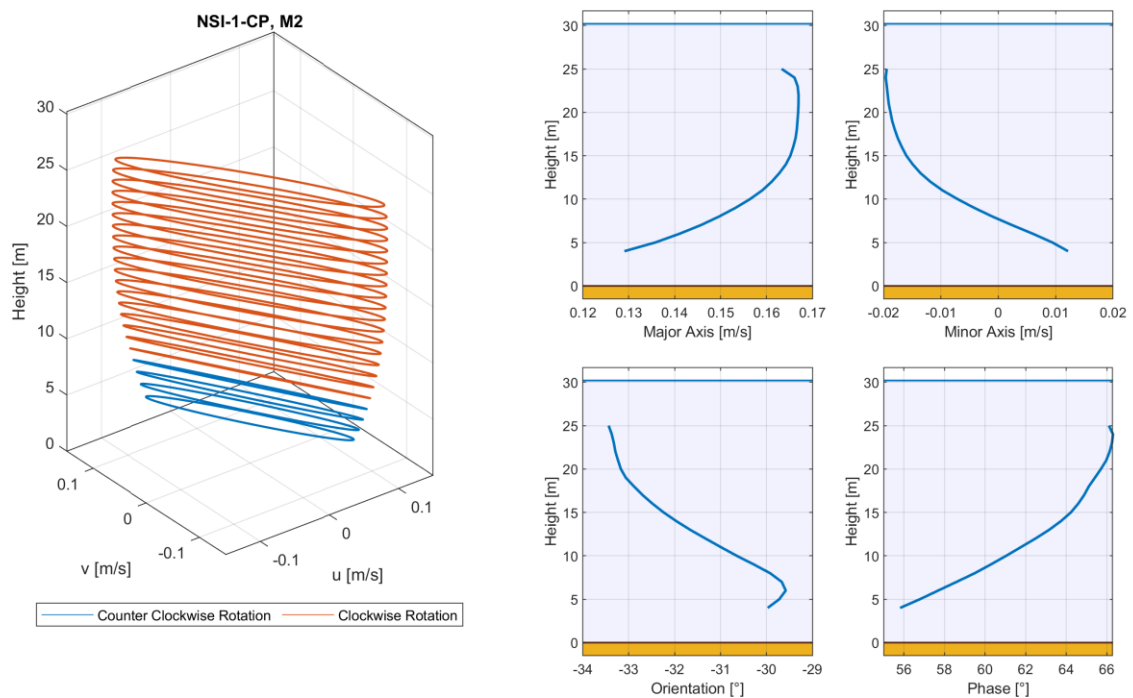 NSI-1-CP, M2
30
25
20
15
10
5
0
Height [m]
0.1
0
-0.1
v [m/s]
-0.1
0
0.1
u [m/s]
Counter Clockwise Rotation
Clockwise Rotation
30
25
20
15
10
5
0
Height [m]
0.12 0.13 0.14 0.15 0.16 0.17
Major Axis [m/s]
30
25
20
15
10
5
0
Height [m]
-0.02 -0.01 0 0.01 0.02
Minor Axis [m/s]
30
25
20
15
10
5
0
Height [m]
-34 -33 -32 -31 -30 -29
Orientation [°]
30
25
20
15
10
5
0
Height [m]
56 58 60 62 64 66
Phase [°]